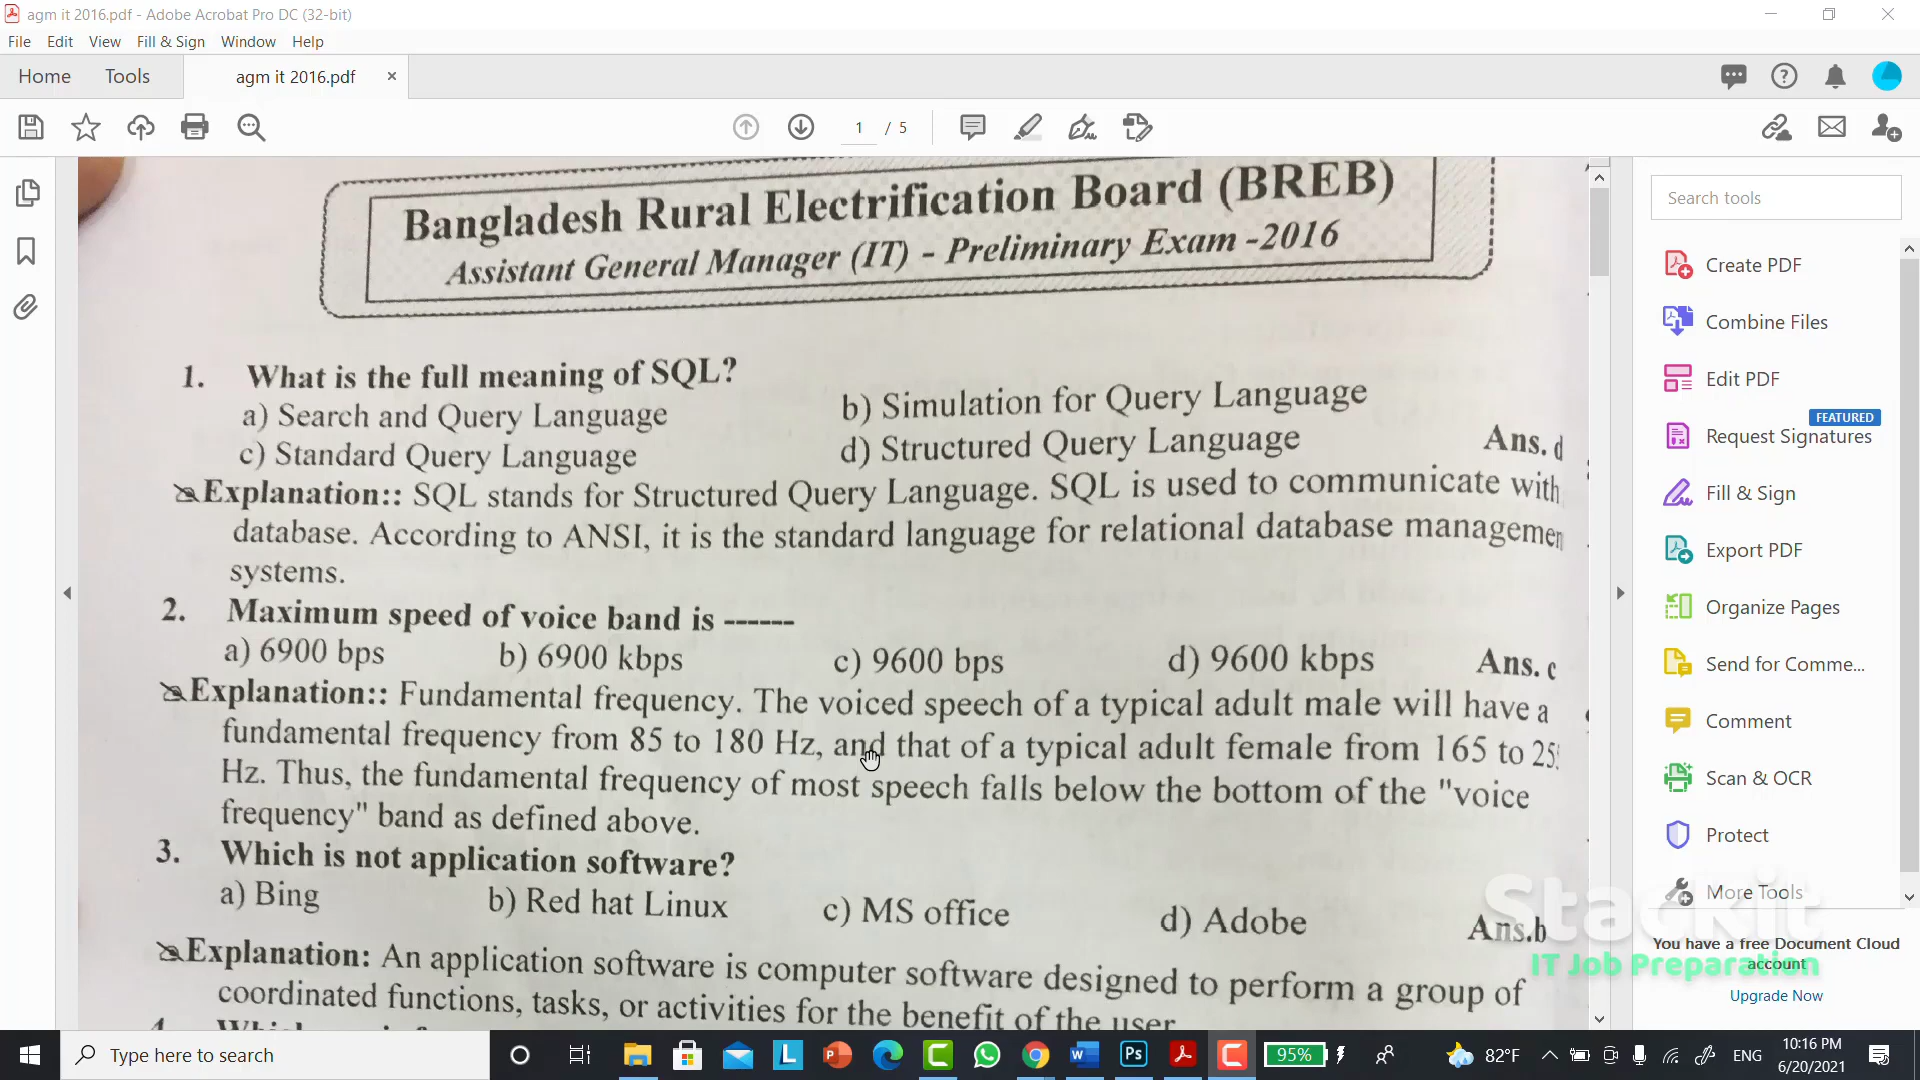 agm it 2016.pdf - Adobe Acrobat Pro DC (32-bit)
File Edit View Fill & Sign Window Help
Home Tools agm it 2016.pdf ×
1 / 5
Bangladesh Rural Electrification Board (BREB)
Assistant General Manager (IT) - Preliminary Exam -2016
1. What is the full meaning of SQL?
a) Search and Query Language b) Simulation for Query Language
c) Standard Query Language d) Structured Query Language Ans. d
Explanation:: SQL stands for Structured Query Language. SQL is used to communicate with
database. According to ANSI, it is the standard language for relational database managemen
systems.
2. Maximum speed of voice band is ------
a) 6900 bps b) 6900 kbps c) 9600 bps d) 9600 kbps Ans. c
Explanation:: Fundamental frequency. The voiced speech of a typical adult male will have a
fundamental frequency from 85 to 180 Hz, and that of a typical adult female from 165 to
Hz. Thus, the fundamental frequency of most speech falls below the bottom of the "voice
frequency" band as defined above.
3. Which is not application software?
a) Bing b) Red hat Linux c) MS office d) Adobe Ans.b
Explanation: An application software is computer software designed to perform a group of
coordinated functions, tasks, or activities for the benefit of the user
Search tools
Create PDF
Combine Files
Edit PDF
FEATURED
Request Signatures
Fill & Sign
Export PDF
Organize Pages
Send for Comme...
Comment
Scan & OCR
Protect
More Tools
Stackit
IT Job Preparation
You have a free Document Cloud
account
Upgrade Now
Type here to search
95%
82°F
ENG
10:16 PM
6/20/2021